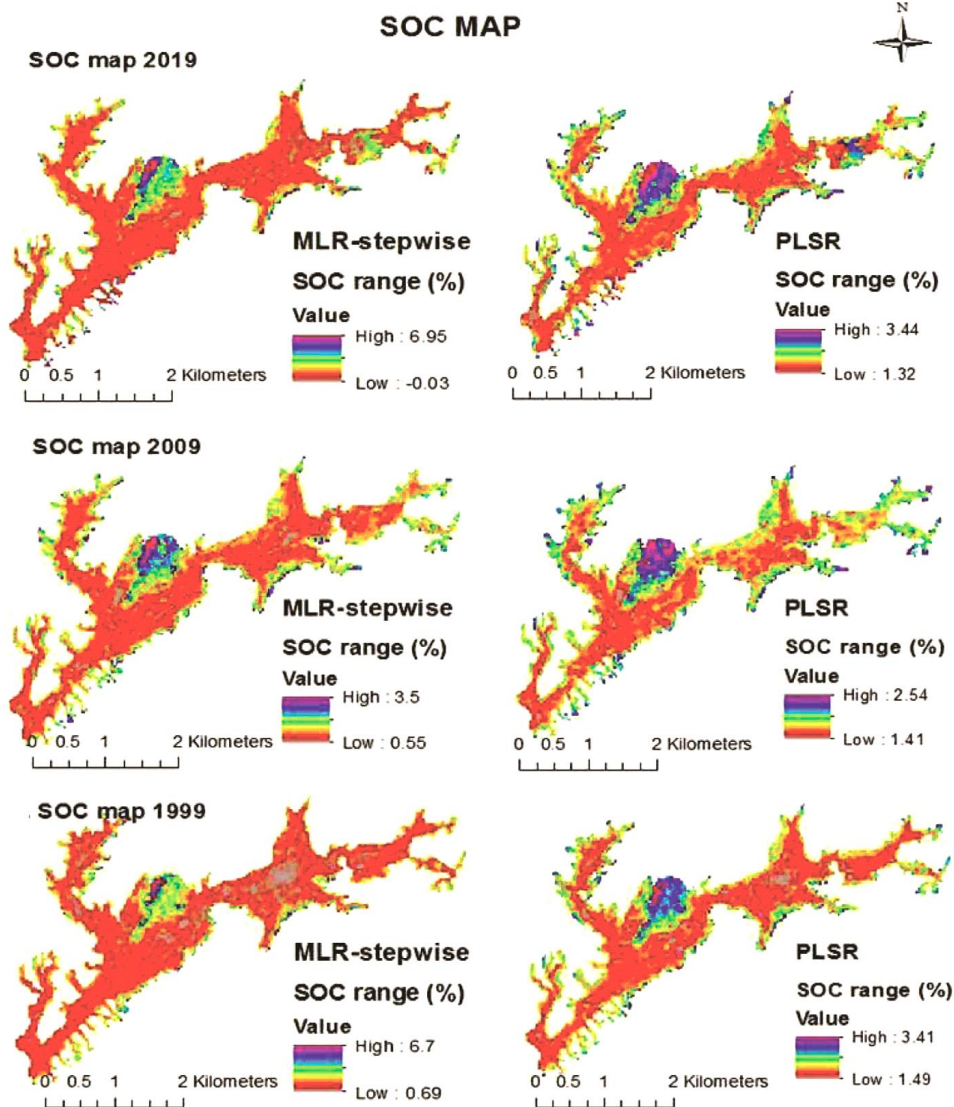 SOC MAP
N
SOC map 2019
MLR-stepwise
SOC range (%)
Value
High : 6.95
Low : -0.03
0 0.5 1 2 Kilometers
PLSR
SOC range (%)
Value
High : 3.44
Low : 1.32
0 0.5 1 2 Kilometers
SOC map 2009
MLR-stepwise
SOC range (%)
Value
High : 3.5
Low : 0.55
0 0.5 1 2 Kilometers
PLSR
SOC range (%)
Value
High : 2.54
Low : 1.41
0 0.5 1 2 Kilometers
SOC map 1999
MLR-stepwise
SOC range (%)
Value
High : 6.7
Low : 0.69
0 0.5 1 2 Kilometers
PLSR
SOC range (%)
Value
High : 3.41
Low : 1.49
0 0.5 1 2 Kilometers